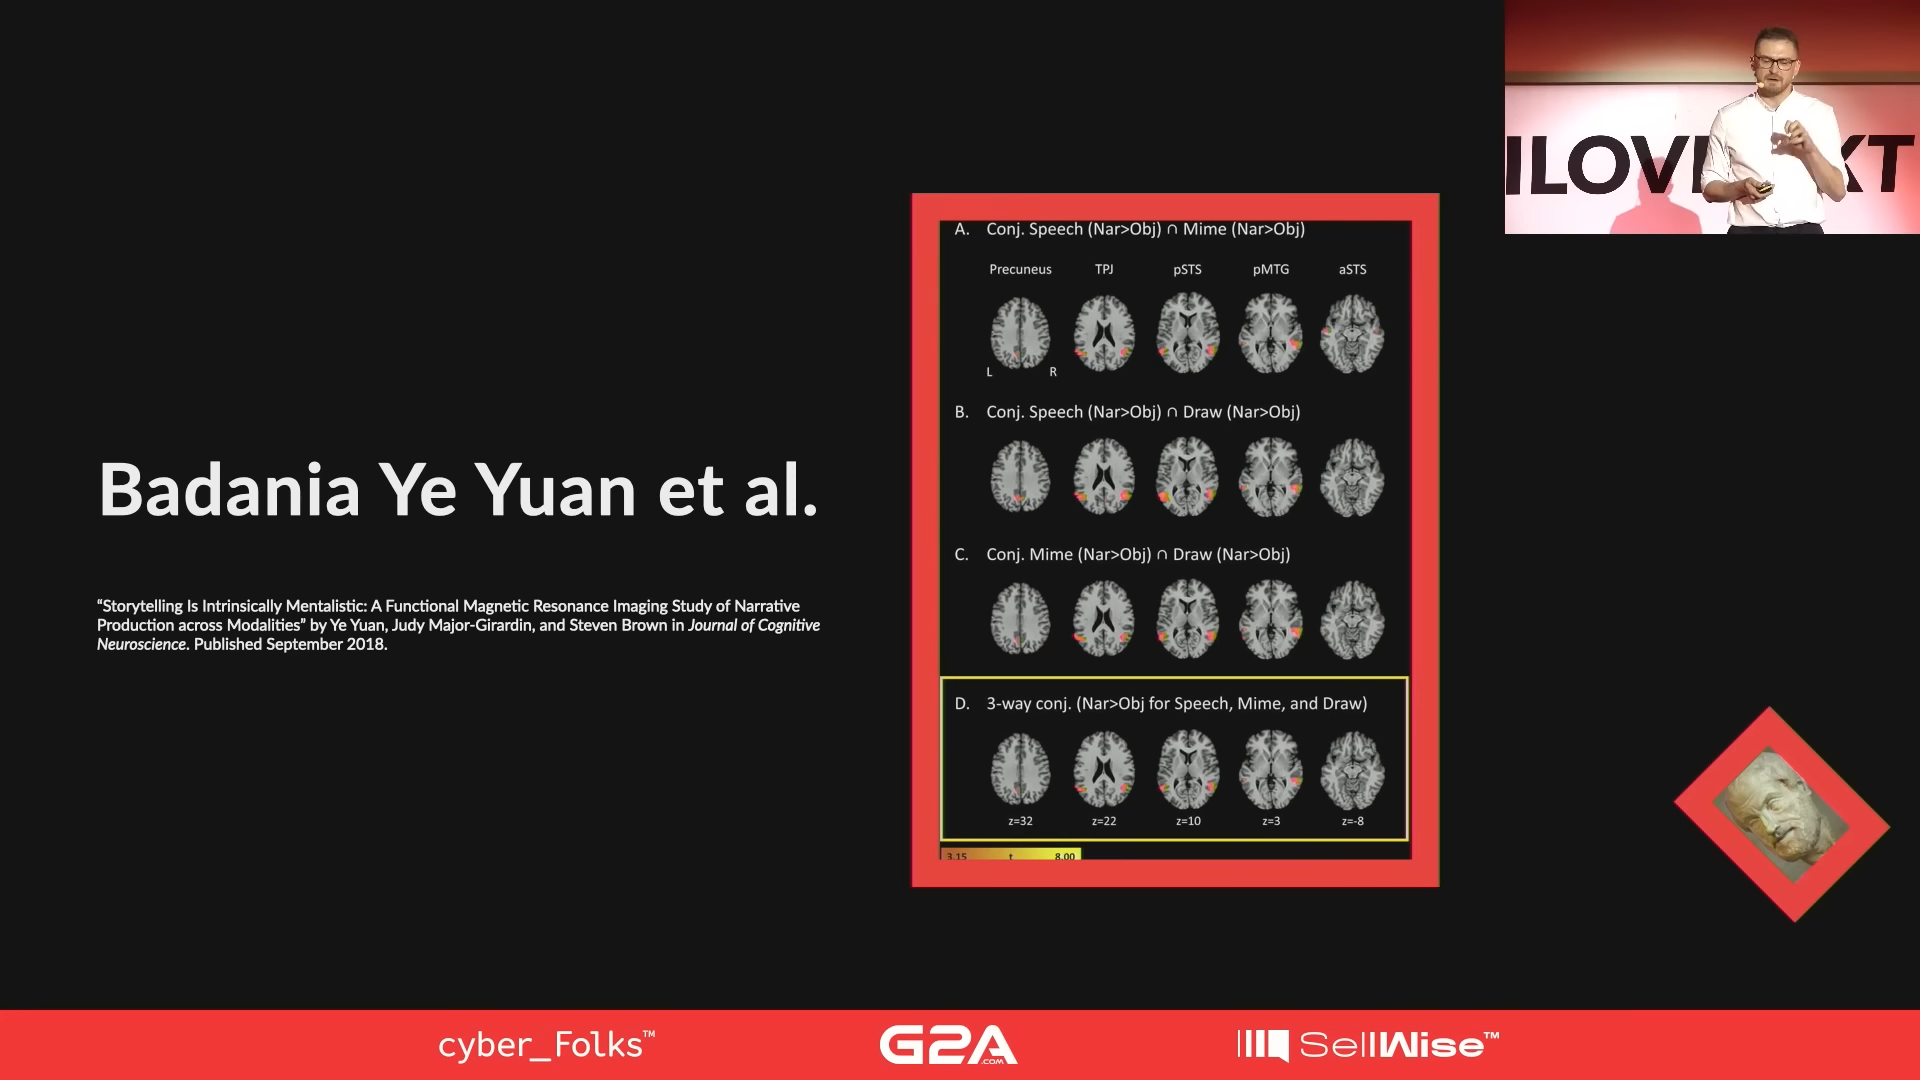 ILOV KT
A. Conj. Speech (Nar>Obj) ∩ Mime (Nar>Obj)
Precuneus TPJ pSTS pMTG aSTS
L R
B. Conj. Speech (Nar>Obj) ∩ Draw (Nar>Obj)
C. Conj. Mime (Nar>Obj) ∩ Draw (Nar>Obj)
D. 3-way conj. (Nar>Obj for Speech, Mime, and Draw)
z=32 z=22 z=10 z=3 z=-8
3.15 t 8.00
Badania Ye Yuan et al.
“Storytelling Is Intrinsically Mentalistic: A Functional Magnetic Resonance Imaging Study of Narrative
Production across Modalities” by Ye Yuan, Judy Major-Girardin, and Steven Brown in Journal of Cognitive
Neuroscience. Published September 2018.
cyber_Folks™ G2A.COM SellWise™